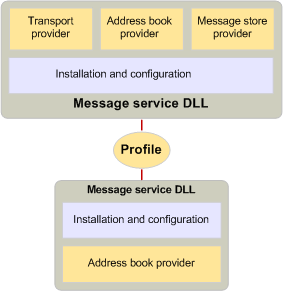 Transport
provider
Address book
provider
Message store
provider
Installation and configuration
Message service DLL
Profile
Message service DLL
Installation and configuration
Address book provider